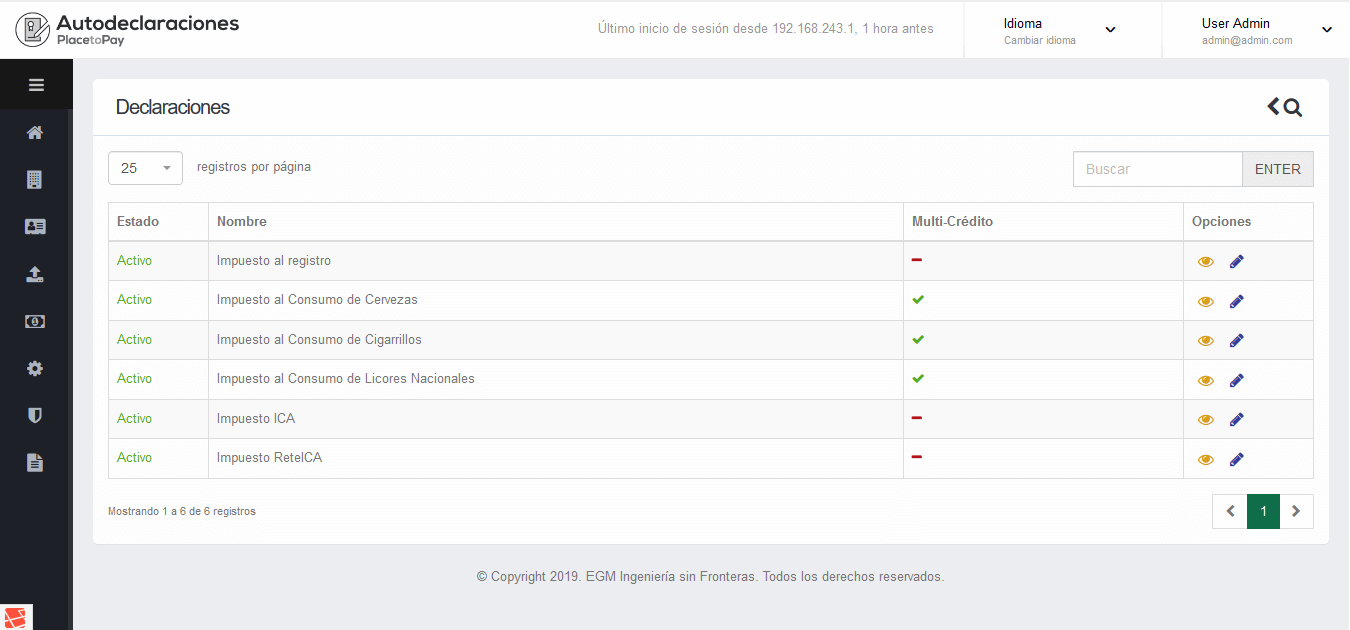 Autodeclaraciones
PlacetoPay
Último inicio de sesión desde 192.168.243.1, 1 hora antes
Idioma
Cambiar idioma
User Admin
admin@admin.com
Declaraciones
25 registros por página
Buscar ENTER
Estado Nombre Multi-Crédito Opciones
Activo Impuesto al registro
Activo Impuesto al Consumo de Cervezas
Activo Impuesto al Consumo de Cigarrillos
Activo Impuesto al Consumo de Licores Nacionales
Activo Impuesto ICA
Activo Impuesto ReteICA
Mostrando 1 a 6 de 6 registros
1
© Copyright 2019. EGM Ingeniería sin Fronteras. Todos los derechos reservados.